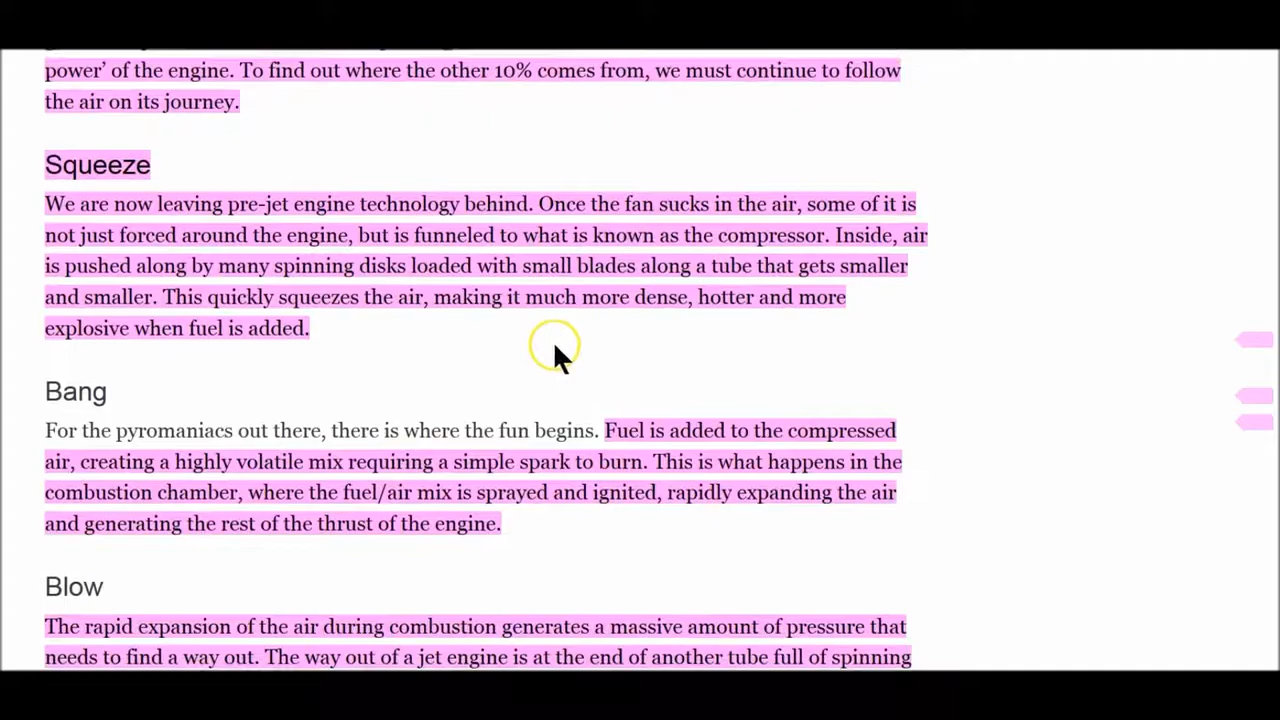 power’ of the engine. To find out where the other 10% comes from, we must continue to follow
the air on its journey.
Squeeze
We are now leaving pre-jet engine technology behind. Once the fan sucks in the air, some of it is
not just forced around the engine, but is funneled to what is known as the compressor. Inside, air
is pushed along by many spinning disks loaded with small blades along a tube that gets smaller
and smaller. This quickly squeezes the air, making it much more dense, hotter and more
explosive when fuel is added.
Bang
For the pyromaniacs out there, there is where the fun begins. Fuel is added to the compressed
air, creating a highly volatile mix requiring a simple spark to burn. This is what happens in the
combustion chamber, where the fuel/air mix is sprayed and ignited, rapidly expanding the air
and generating the rest of the thrust of the engine.
Blow
The rapid expansion of the air during combustion generates a massive amount of pressure that
needs to find a way out. The way out of a jet engine is at the end of another tube full of spinning